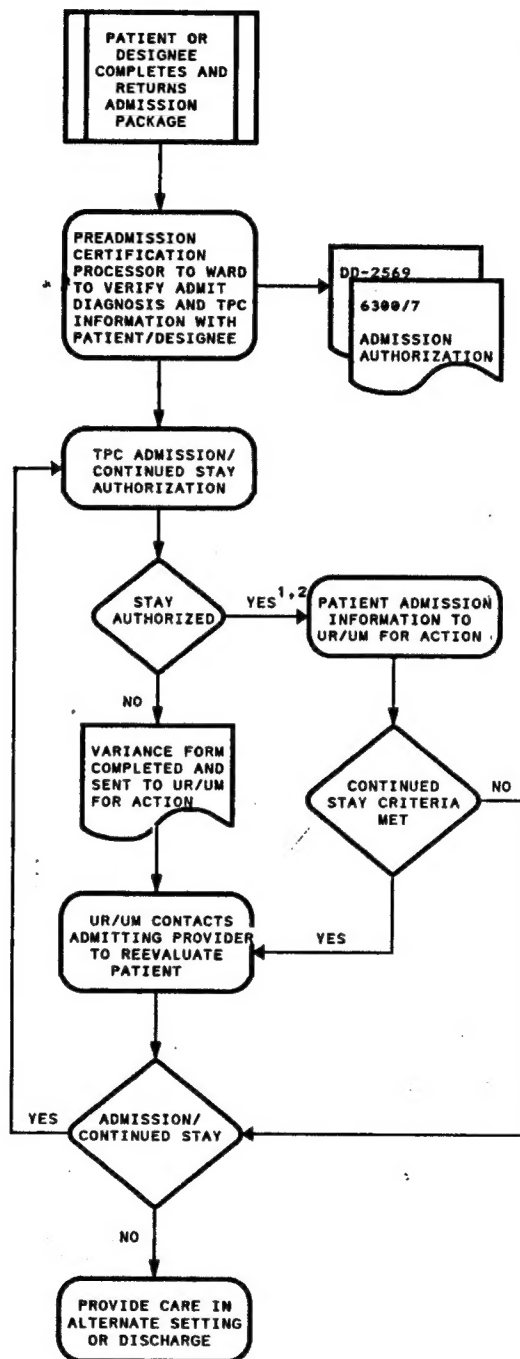 PATIENT OR
DESIGNEE
COMPLETES AND
RETURNS
ADMISSION
PACKAGE
PREADMISSION
CERTIFICATION
PROCESSOR TO WARD
TO VERIFY ADMIT
DIAGNOSIS AND TPC
INFORMATION WITH
PATIENT/DESIGNEE
DD-2569
6300/7
ADMISSION
AUTHORIZATION
TPC ADMISSION/
CONTINUED STAY
AUTHORIZATION
STAY
AUTHORIZED
YES 1,2
PATIENT ADMISSION
INFORMATION TO
UR/UM FOR ACTION
NO
VARIANCE FORM
COMPLETED AND
SENT TO UR/UM
FOR ACTION
CONTINUED
STAY CRITERIA
MET
NO
UR/UM CONTACTS
ADMITTING PROVIDER
TO REEVALUATE
PATIENT
YES
ADMISSION/
CONTINUED STAY
YES
NO
PROVIDE CARE IN
ALTERNATE SETTING
OR DISCHARGE